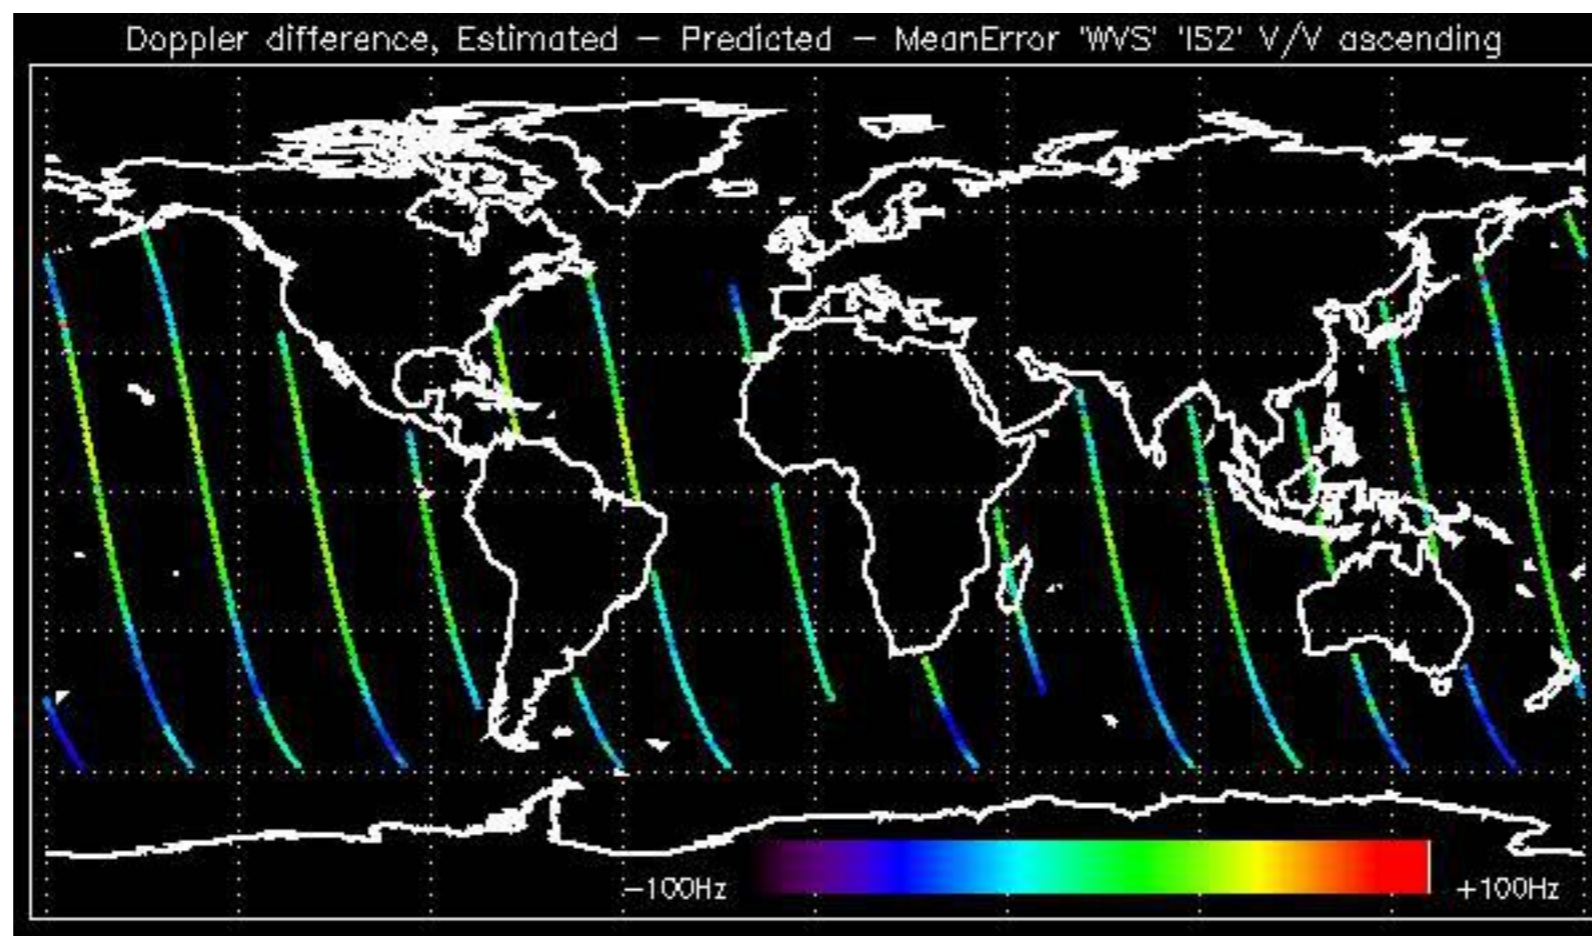 Doppler difference, Estimated – Predicted – MeanError 'WVS' 'IS2' V/V ascending
–100Hz
+100Hz